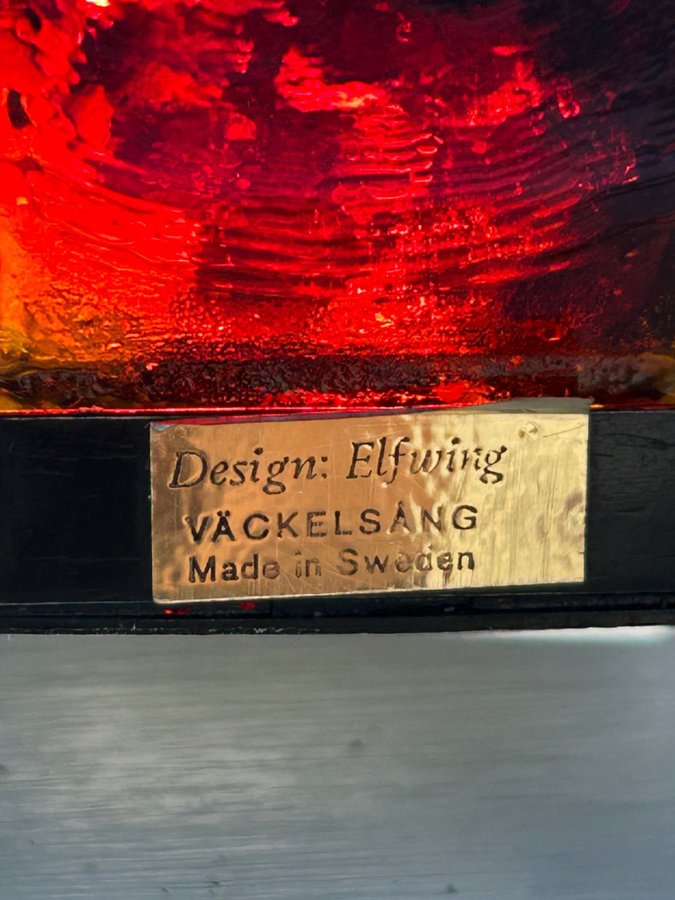 Design: Elfwing
VÄCKELSÅNG
Made in Sweden